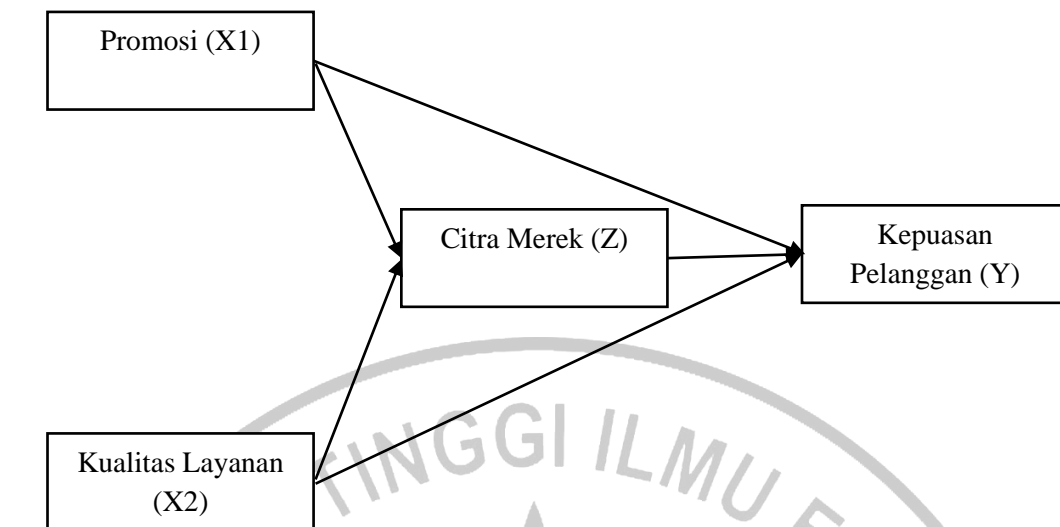 Promosi (X1)
Citra Merek (Z)
Kepuasan
Pelanggan (Y)
Kualitas Layanan
(X2)
TINGGI ILMU E